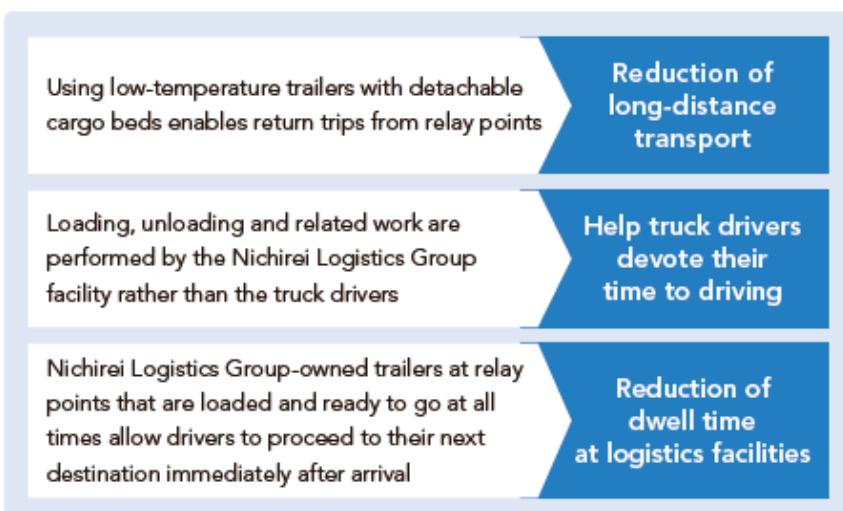 Using low-temperature trailers with detachable
cargo beds enables return trips from relay points
Reduction of
long-distance
transport
Loading, unloading and related work are
performed by the Nichirei Logistics Group
facility rather than the truck drivers
Help truck drivers
devote their
time to driving
Nichirei Logistics Group-owned trailers at relay
points that are loaded and ready to go at all
times allow drivers to proceed to their next
destination immediately after arrival
Reduction of
dwell time
at logistics facilities